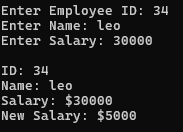 Enter Employee ID: 34
Enter Name: leo
Enter Salary: 30000
ID: 34
Name: leo
Salary: $30000
New Salary: $5000